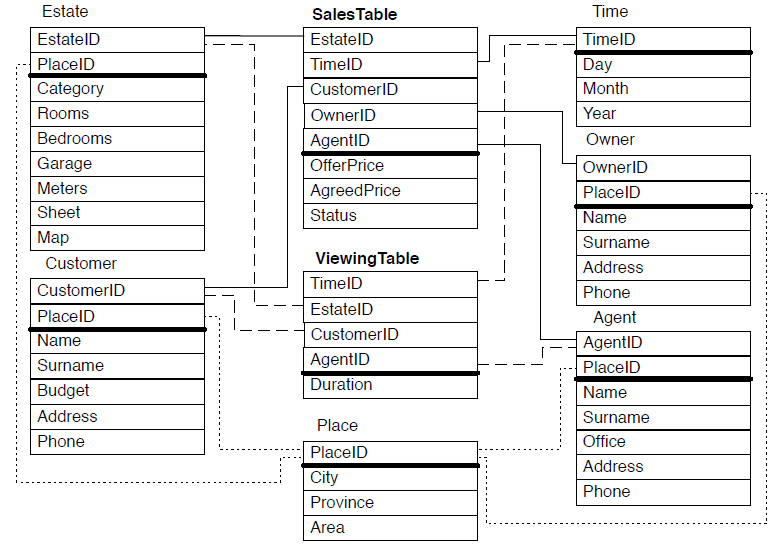 Estate
EstateID
PlaceID
Category
Rooms
Bedrooms
Garage
Meters
Sheet
Map
Customer
CustomerID
PlaceID
Name
Surname
Budget
Address
Phone
SalesTable
EstateID
TimeID
CustomerID
OwnerID
AgentID
OfferPrice
AgreedPrice
Status
ViewingTable
TimeID
EstateID
CustomerID
AgentID
Duration
Place
PlaceID
City
Province
Area
Time
TimeID
Day
Month
Year
Owner
OwnerID
PlaceID
Name
Surname
Address
Phone
Agent
AgentID
PlaceID
Name
Surname
Office
Address
Phone